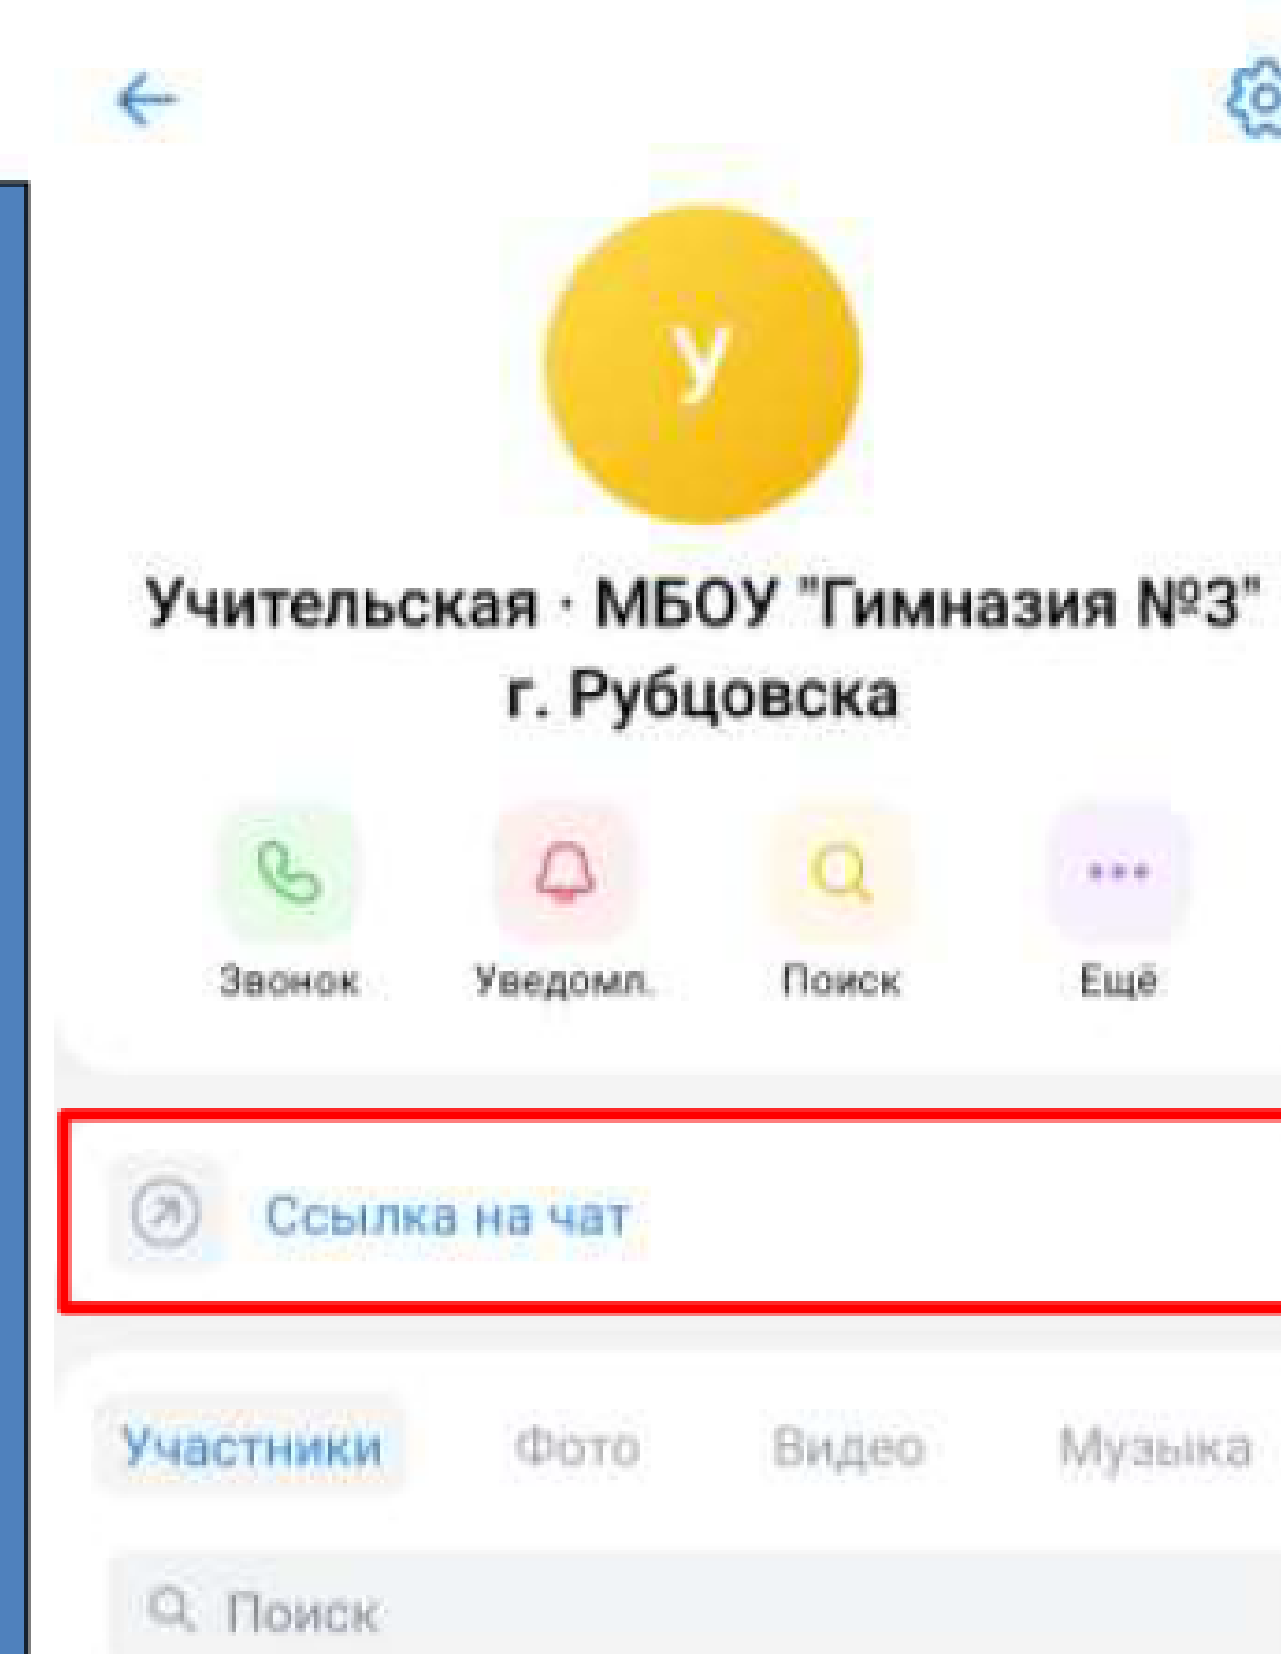 У
Учительская · МБОУ "Гимназия №3"
г. Рубцовска
Звонок Уведомл. Поиск Ещё
Ссылка на чат
Участники Фото Видео Музыка
Поиск